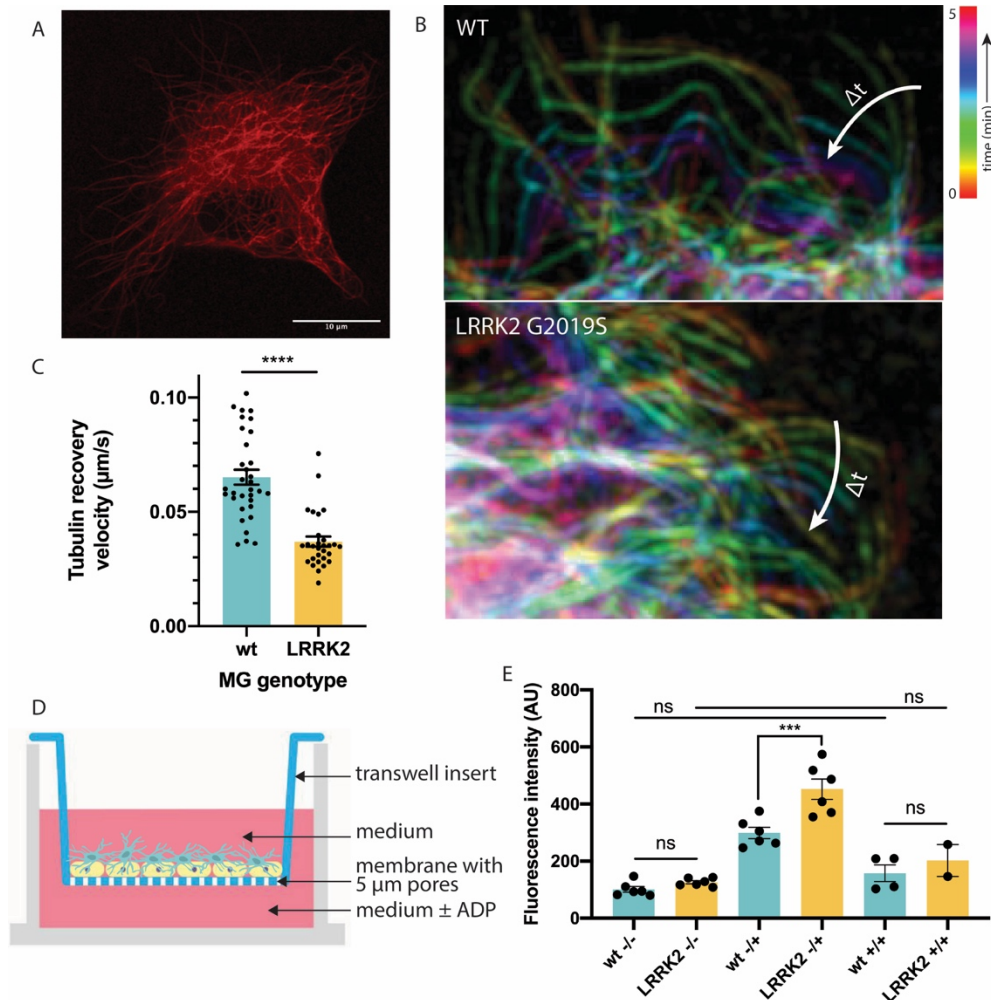 A
10 µm
B
WT
Δt
5
time (min)
0
LRRK2 G2019S
Δt
C
****
Tubulin recovery
velocity (µm/s)
0.10
0.05
0.00
wt
LRRK2
MG genotype
D
transwell insert
medium
membrane with
5 µm pores
medium ± ADP
E
Fluorescence intensity (AU)
800
600
400
200
0
ns
ns
***
ns
ns
wt -/-
LRRK2 -/-
wt -/+
LRRK2 -/+
wt +/+
LRRK2 +/+